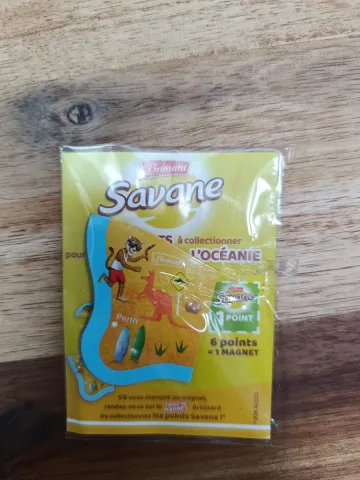 Brossard
Savane
à collectionner
pour
L'OCÉANIE
Perth
Savane
1 POINT
6 points
= 1 MAGNET
S'il vous manque un magnet,
rendez-vous sur le Brossard
ou collectionnez les points Savane !*